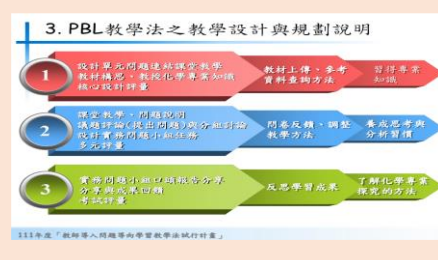 3. PBL教學法之教學設計與規劃說明
1
設計單元問題連結課堂教學
教材構思、教授化學專業知識
核心設計評量
教材上傳、參考
資料查詢方法
習得專業
知識
2
課堂教學、問題說明
議題評論(提出問題)與分組討論
設計實務問題小組任務
多元評量
問卷反饋、調整
教學方法
養成思考與
分析習慣
3
實務問題小組口頭報告分享
分享與成果回饋
考試評量
反思學習成果
了解化學專業
探究的方法
111年度「教師導入問題導向學習教學法試行計畫」